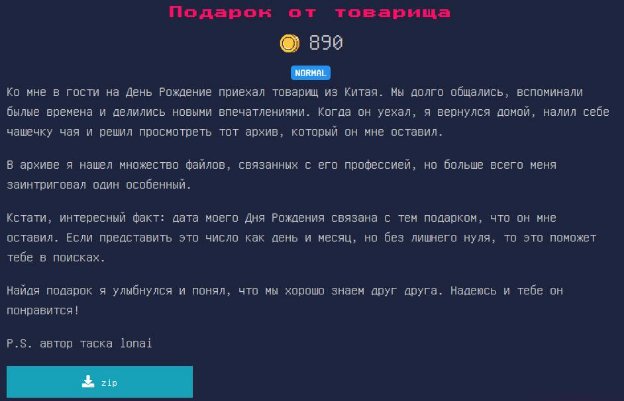 Подарок от товарища
890
NORMAL
Ко мне в гости на День Рождение приехал товарищ из Китая. Мы долго общались, вспоминали
былые времена и делились новыми впечатлениями. Когда он уехал, я вернулся домой, налил себе
чашечку чая и решил просмотреть тот архив, который он мне оставил.
В архиве я нашел множество файлов, связанных с его профессией, но больше всего меня
заинтриговал один особенный.
Кстати, интересный факт: дата моего Дня Рождения связана с тем подарком, что он мне
оставил. Если представить это число как день и месяц, но без лишнего нуля, то это поможет
тебе в поисках.
Найдя подарок я улыбнулся и понял, что мы хорошо знаем друг друга. Надеюсь и тебе он
понравится!
P.S. автор таска lonai
zip